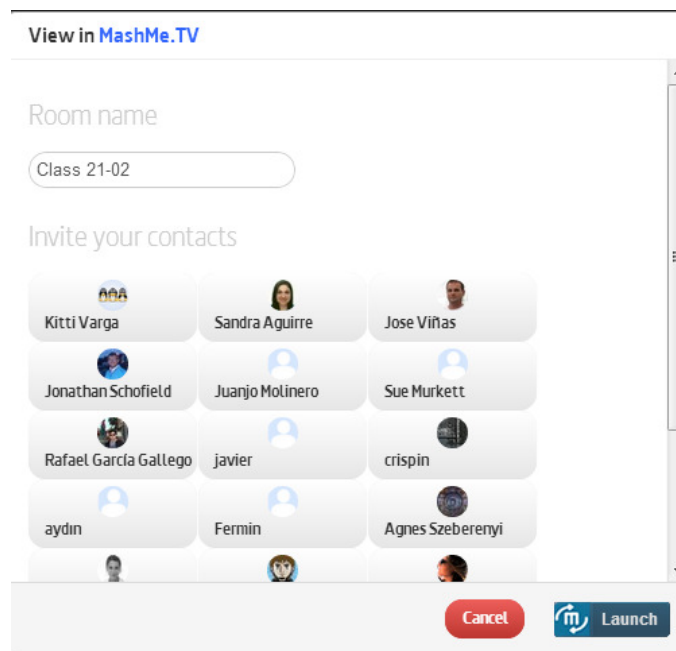 View in MashMe.TV
Room name
Class 21-02
Invite your contacts
Kitti Varga Sandra Aguirre Jose Viñas
Jonathan Schofield Juanjo Molinero Sue Murkett
Rafael García Gallego javier crispin
aydın Fermin Agnes Szeberenyi
Cancel m Launch